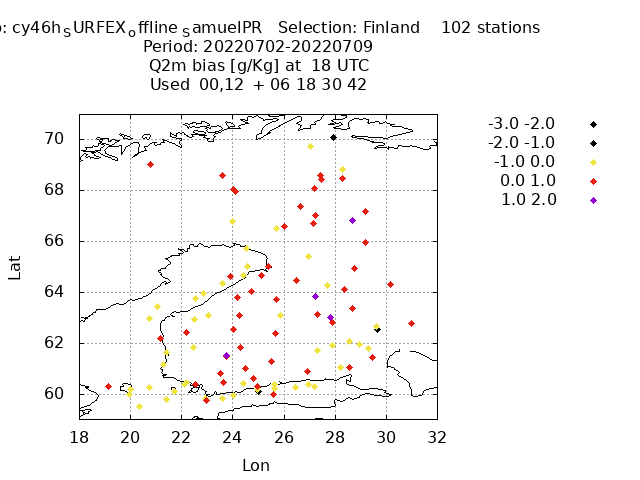 : cy46h_SURFEX_offline_samuelPR   Selection: Finland    102 stations
Period: 20220702-20220709
Q2m bias [g/Kg] at  18 UTC
Used  00,12  + 06 18 30 42
-3.0 -2.0
-2.0 -1.0
-1.0 0.0
0.0 1.0
1.0 2.0
Lat
70
68
66
64
62
60
18 20 22 24 26 28 30 32
Lon